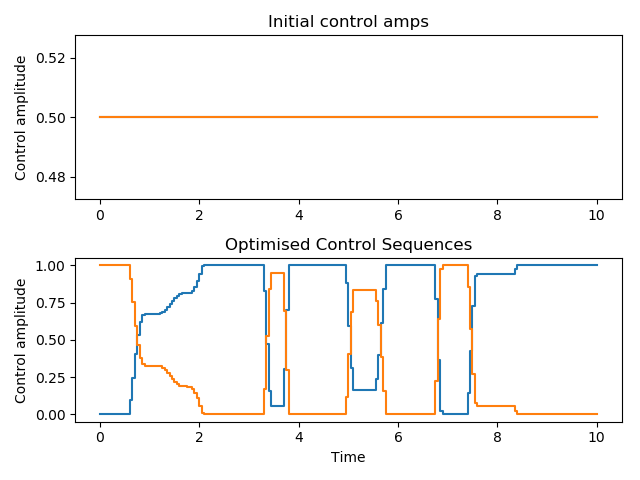 Initial control amps
Control amplitude
0.52
0.50
0.48
0 2 4 6 8 10
Optimised Control Sequences
Control amplitude
1.00
0.75
0.50
0.25
0.00
0 2 4 6 8 10
Time